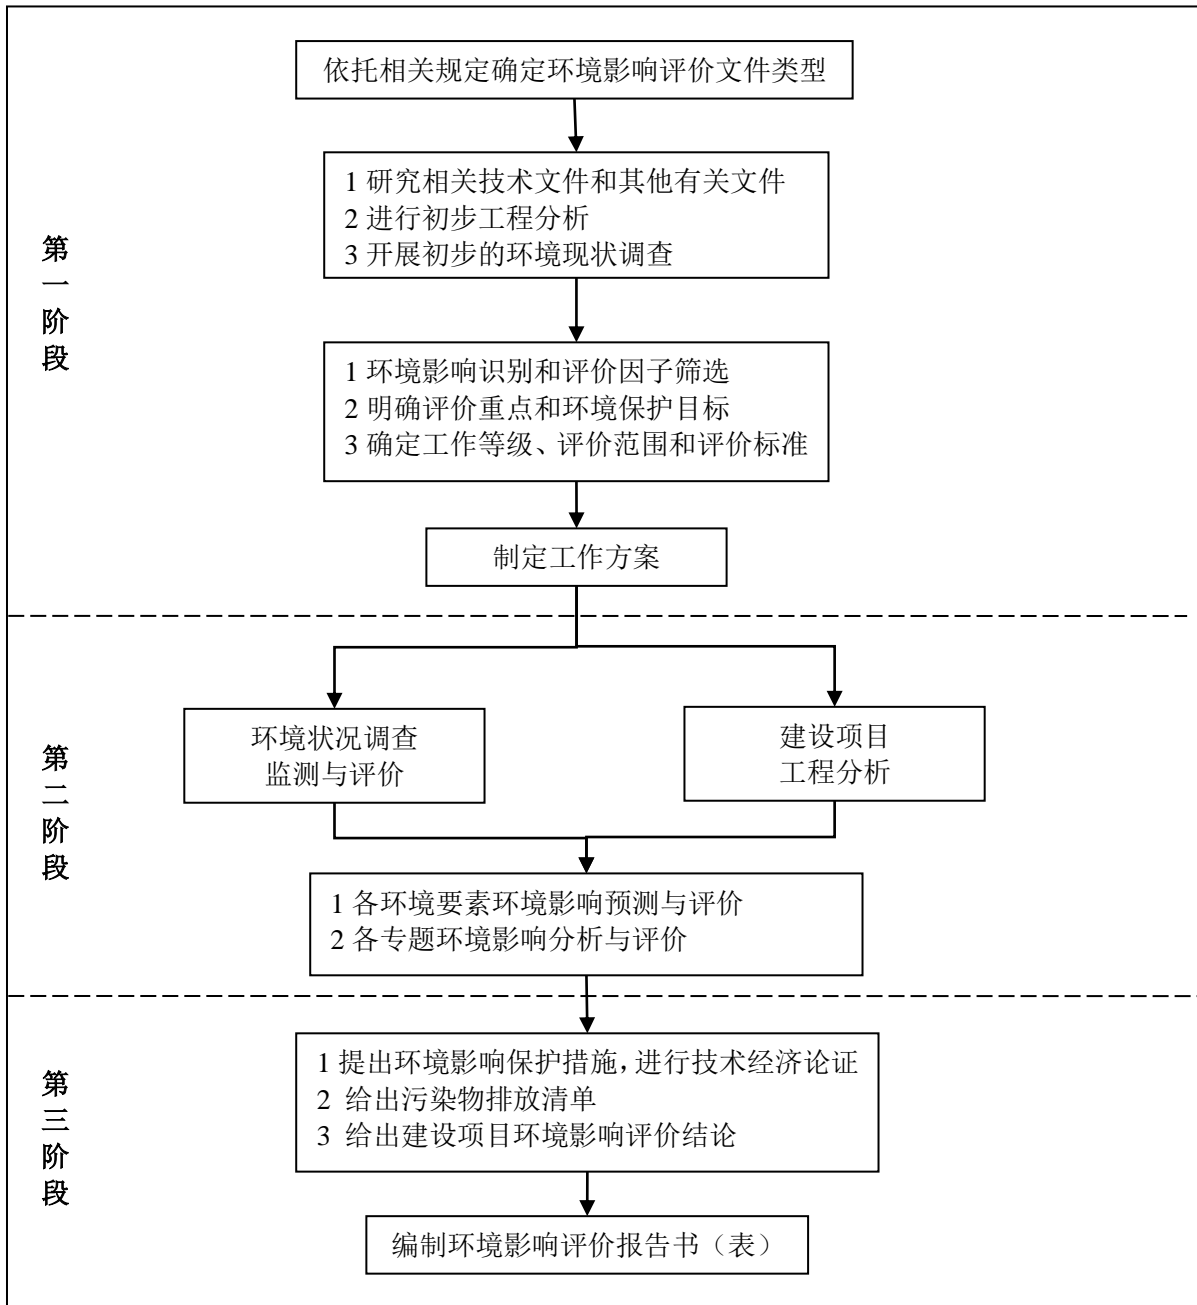 依托相关规定确定环境影响评价文件类型
1 研究相关技术文件和其他有关文件
2 进行初步工程分析
3 开展初步的环境现状调查
第一阶段
1 环境影响识别和评价因子筛选
2 明确评价重点和环境保护目标
3 确定工作等级、评价范围和评价标准
制定工作方案
环境状况调查
监测与评价
建设项目
工程分析
第二阶段
1 各环境要素环境影响预测与评价
2 各专题环境影响分析与评价
1 提出环境影响保护措施，进行技术经济论证
2 给出污染物排放清单
3 给出建设项目环境影响评价结论
第三阶段
编制环境影响评价报告书（表）